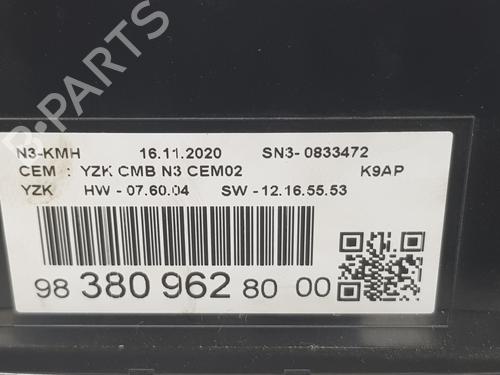 N3-KMH 16.11.2020 SN3- 0833472
CEM : YZK CMB N3 CEM02 K9AP
YZK HW - 07.60.04 SW - 12.16.55.53
98 380 962 80 00
B-PARTS